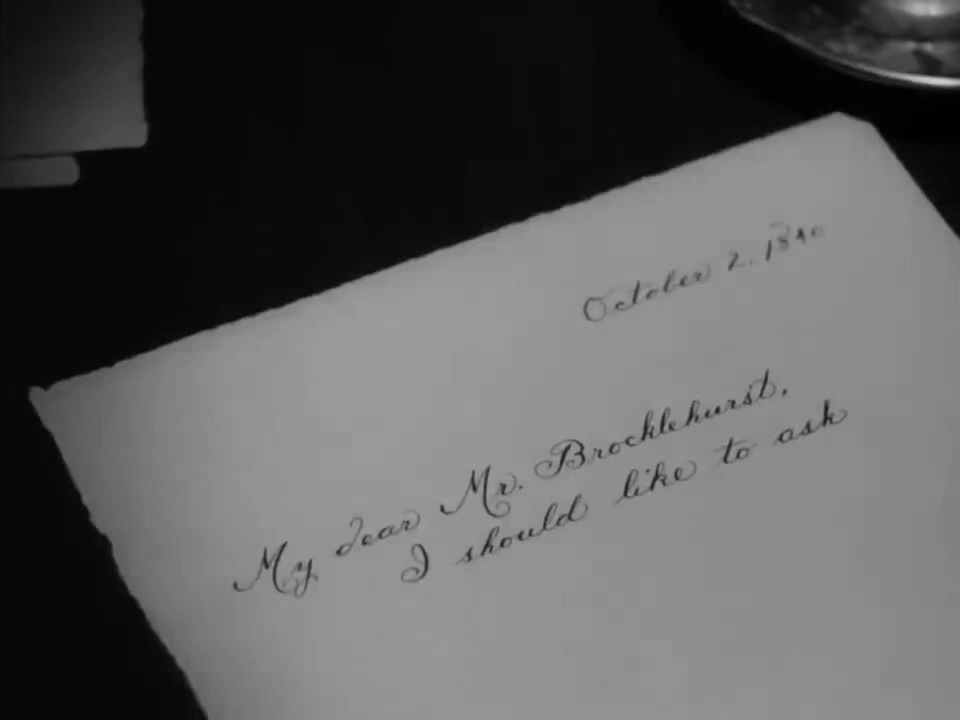 October 2. 1840
My dear Mr. Brocklehurst,
I should like to ask